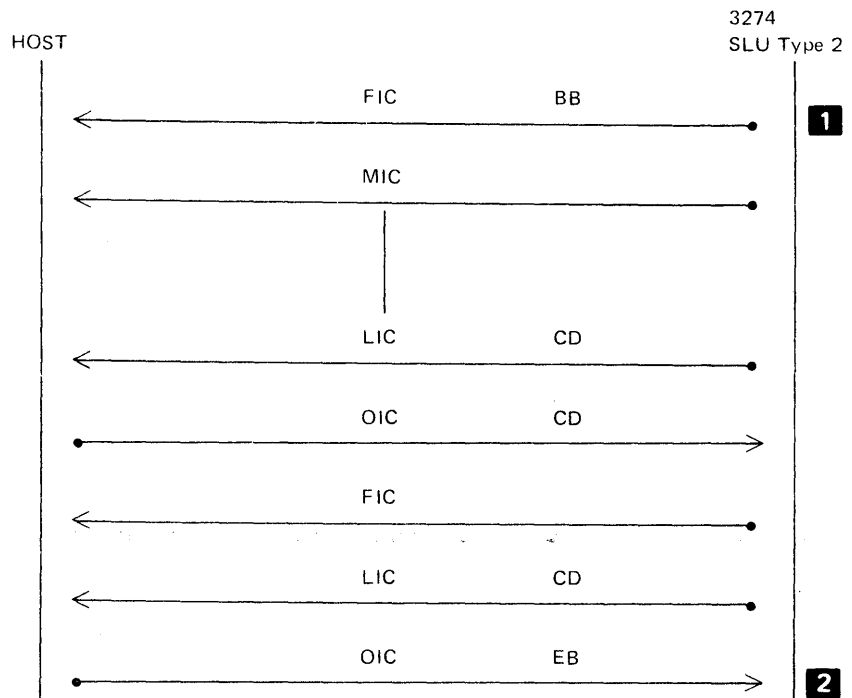 HOST
3274
SLU Type 2
FIC BB
1
MIC
LIC CD
OIC CD
FIC
LIC CD
OIC EB
2